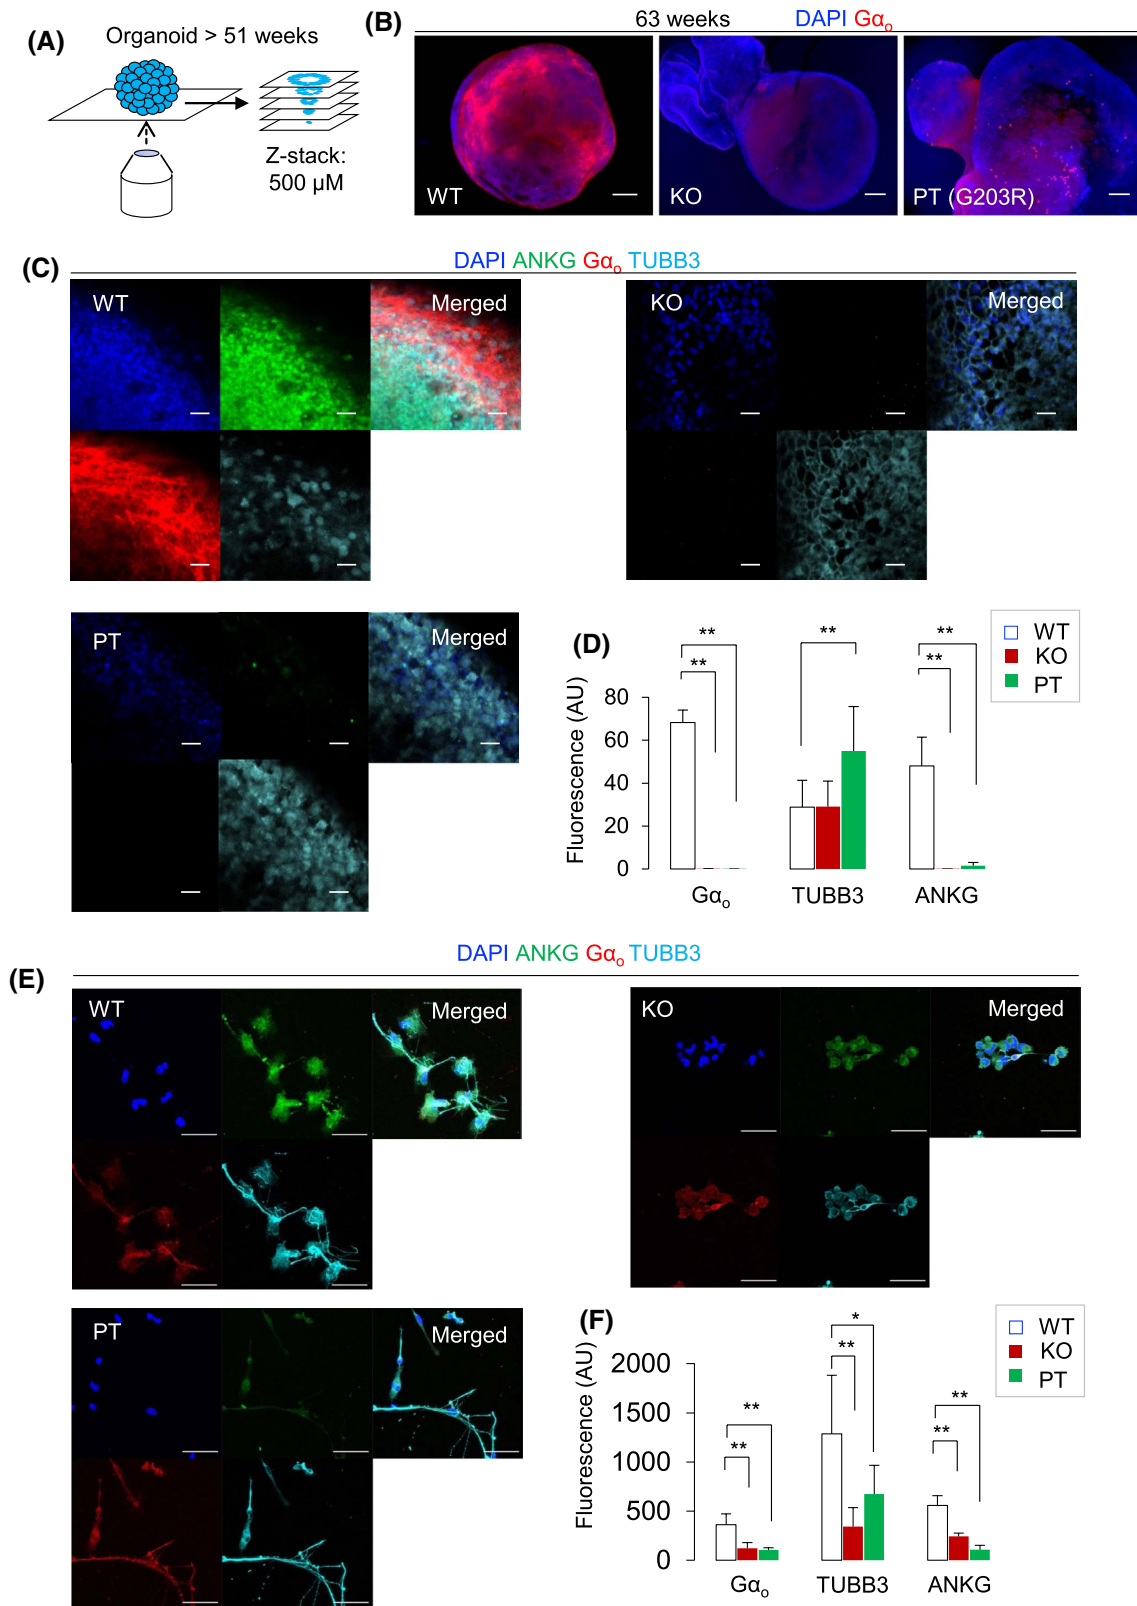 (A)
Organoid > 51 weeks
Z-stack:
500 µM
(B)
63 weeks DAPI Gαₒ
WT
KO
PT (G203R)
(C)
DAPI ANKG Gαₒ TUBB3
WT
Merged
KO
Merged
PT
Merged
(D)
Fluorescence (AU)
80
60
40
20
0
**
**
**
**
**
Gαₒ
TUBB3
ANKG
WT
KO
PT
(E)
DAPI ANKG Gαₒ TUBB3
WT
Merged
KO
Merged
PT
Merged
(F)
Fluorescence (AU)
2000
1500
1000
500
0
**
**
*
**
**
**
Gαₒ
TUBB3
ANKG
WT
KO
PT